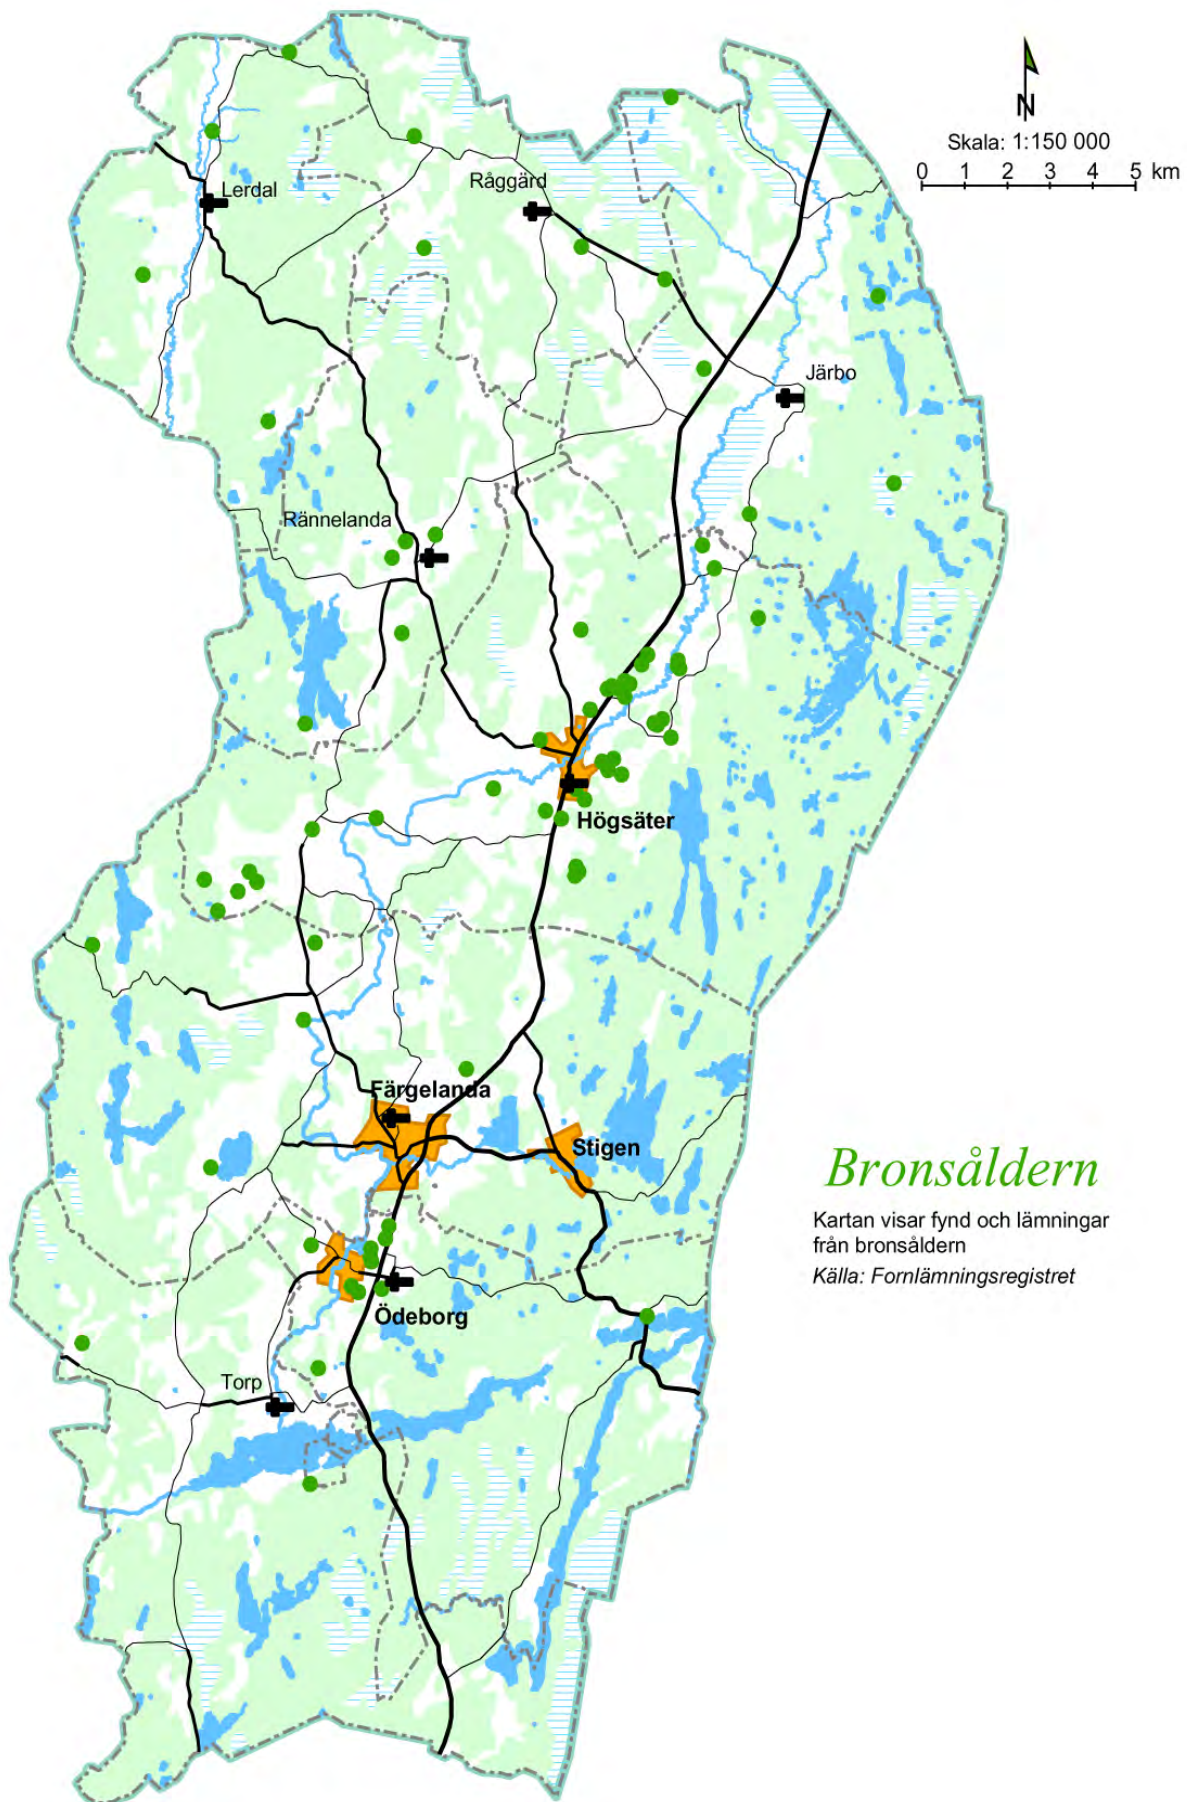 N
Skala: 1:150 000
0 1 2 3 4 5 km
Lerdal
Råggärd
Järbo
Rännelanda
Högsäter
Färgelanda
Stigen
Bronsåldern
Kartan visar fynd och lämningar
från bronsåldern
Källa: Fornlämningsregistret
Ödeborg
Torp